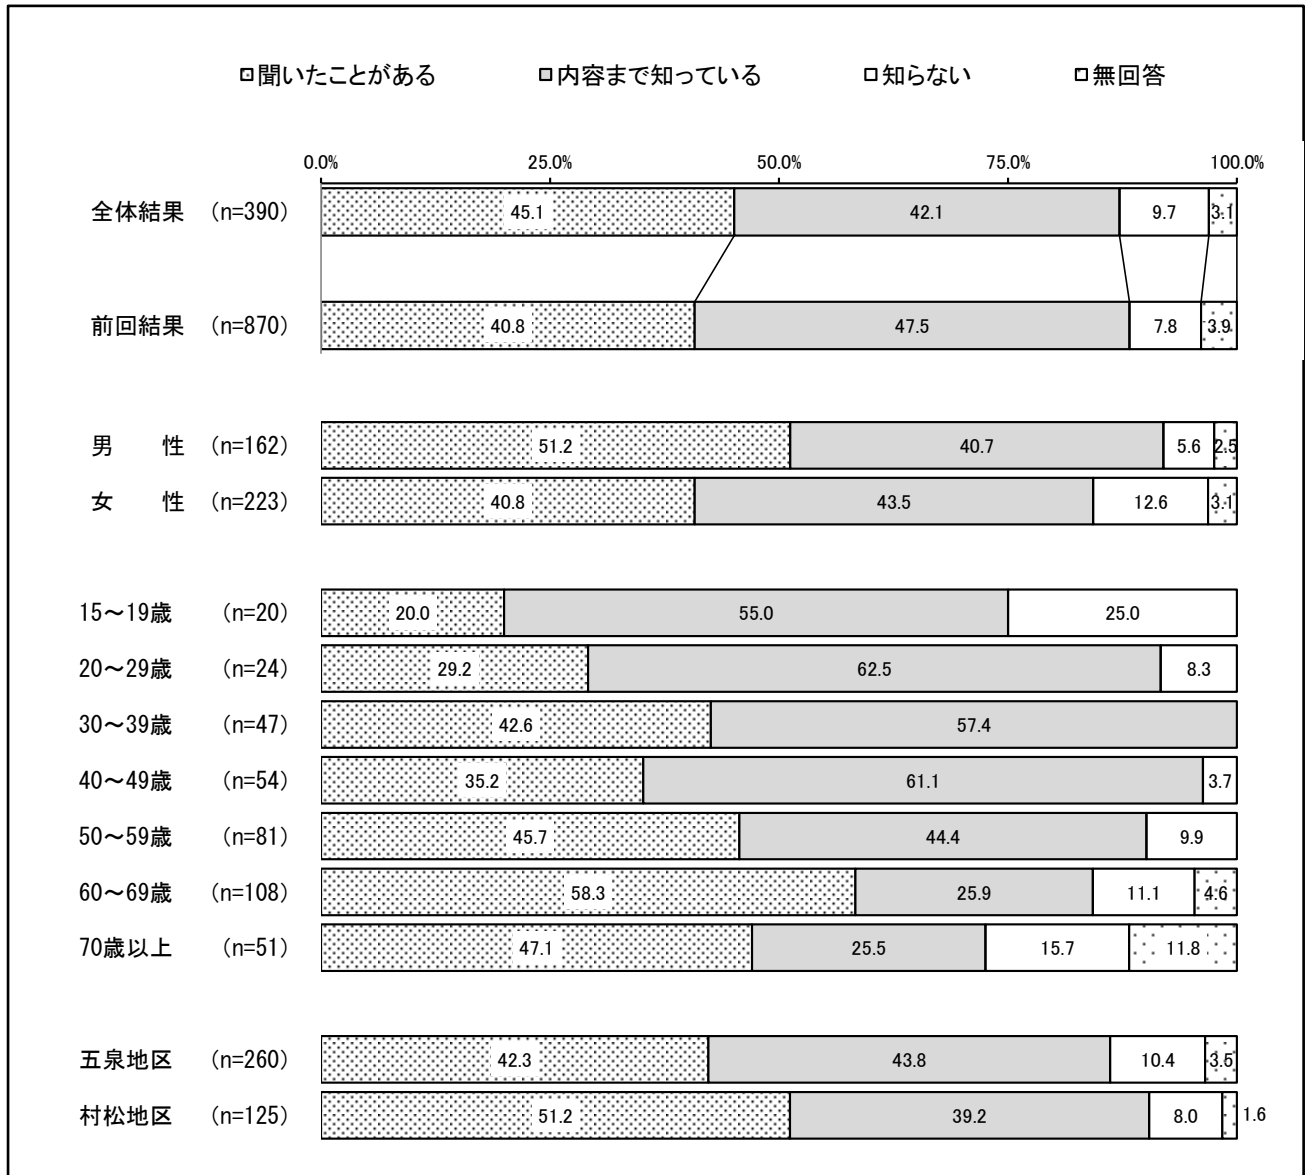 聞いたことがある 内容まで知っている 知らない 無回答
0.0% 25.0% 50.0% 75.0% 100.0%
全体結果 (n=390) 45.1 42.1 9.7 3.1
前回結果 (n=870) 40.8 47.5 7.8 3.9
男 性 (n=162) 51.2 40.7 5.6 2.5
女 性 (n=223) 40.8 43.5 12.6 3.1
15～19歳 (n=20) 20.0 55.0 25.0
20～29歳 (n=24) 29.2 62.5 8.3
30～39歳 (n=47) 42.6 57.4
40～49歳 (n=54) 35.2 61.1 3.7
50～59歳 (n=81) 45.7 44.4 9.9
60～69歳 (n=108) 58.3 25.9 11.1 4.6
70歳以上 (n=51) 47.1 25.5 15.7 11.8
五泉地区 (n=260) 42.3 43.8 10.4 3.5
村松地区 (n=125) 51.2 39.2 8.0 1.6